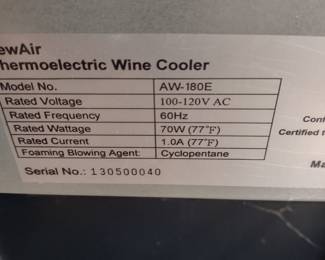 ewAir
hermoelectric Wine Cooler
Model No. AW-180E
Rated Voltage 100-120V AC
Rated Frequency 60Hz
Rated Wattage 70W (77°F)
Rated Current 1.0A (77°F)
Foaming Blowing Agent: Cyclopentane
Serial No.: 130500040
Conf
Certified t
Ma